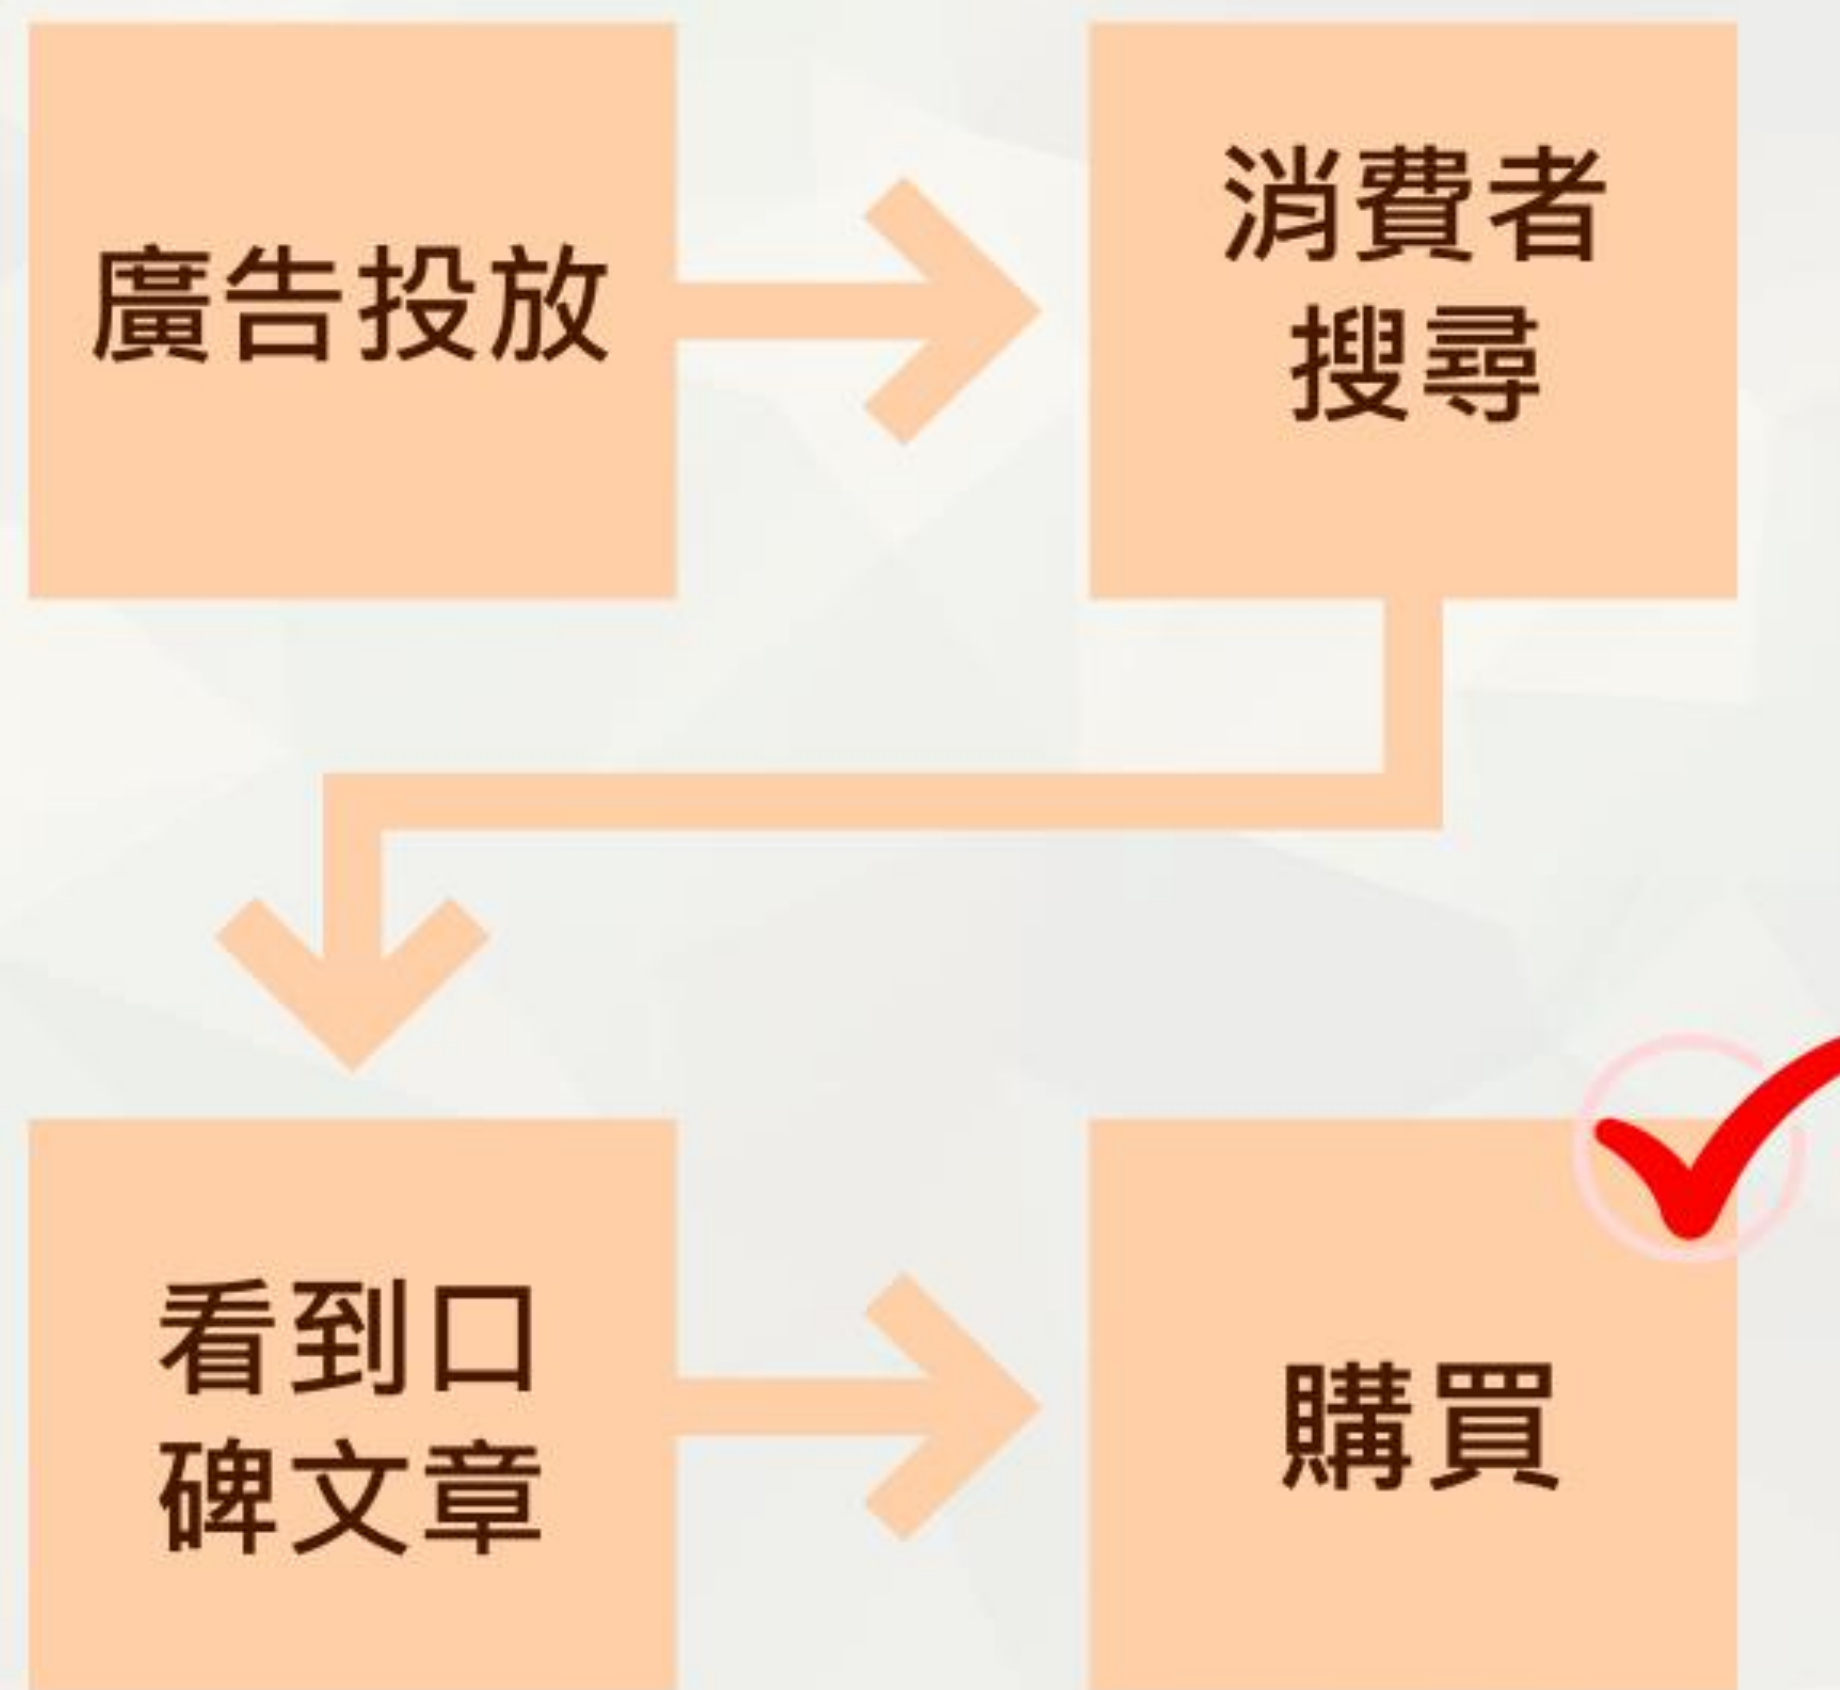 廣告投放
消費者
搜尋
看到口
碑文章
購買